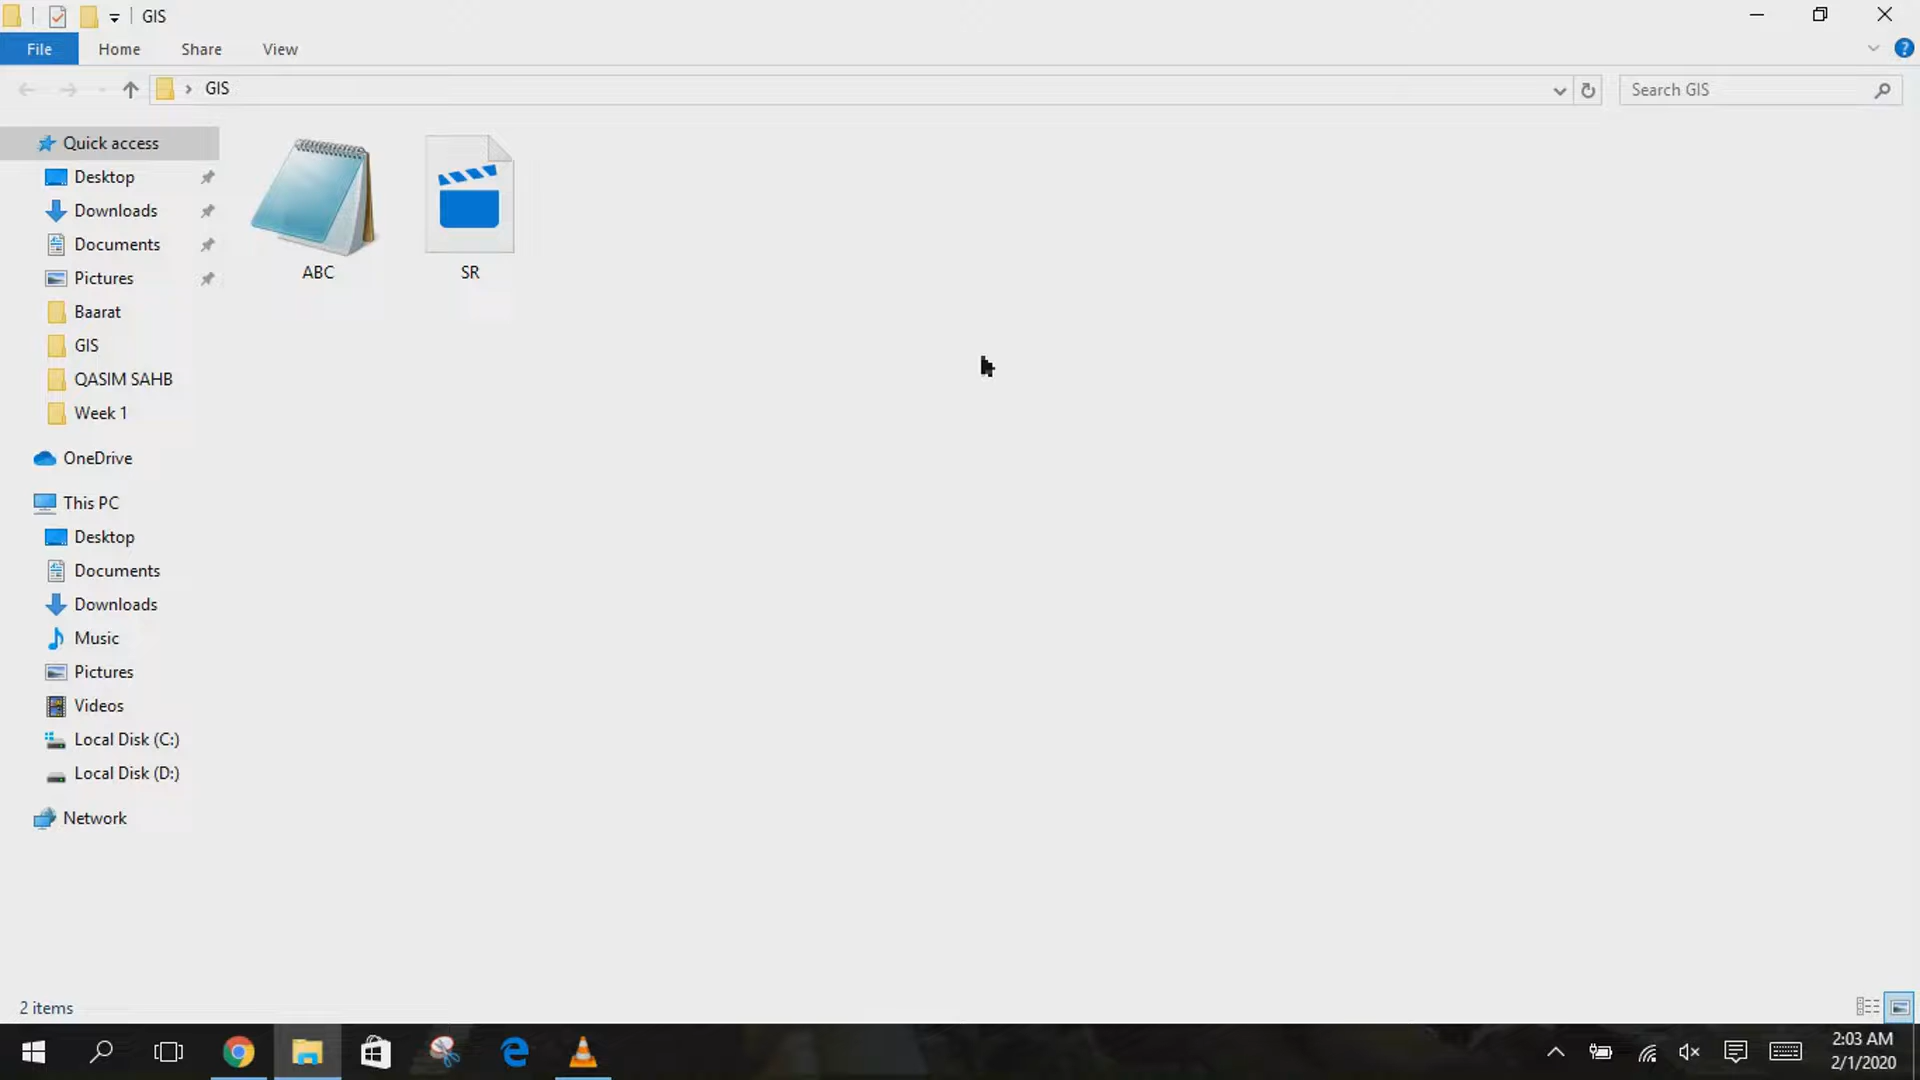 GIS
File Home Share View
GIS
Search GIS
Quick access
Desktop
Downloads
Documents
Pictures
Baarat
GIS
QASIM SAHB
Week 1
OneDrive
This PC
Desktop
Documents
Downloads
Music
Pictures
Videos
Local Disk (C:)
Local Disk (D:)
Network
ABC
SR
2 items
2:03 AM
2/1/2020